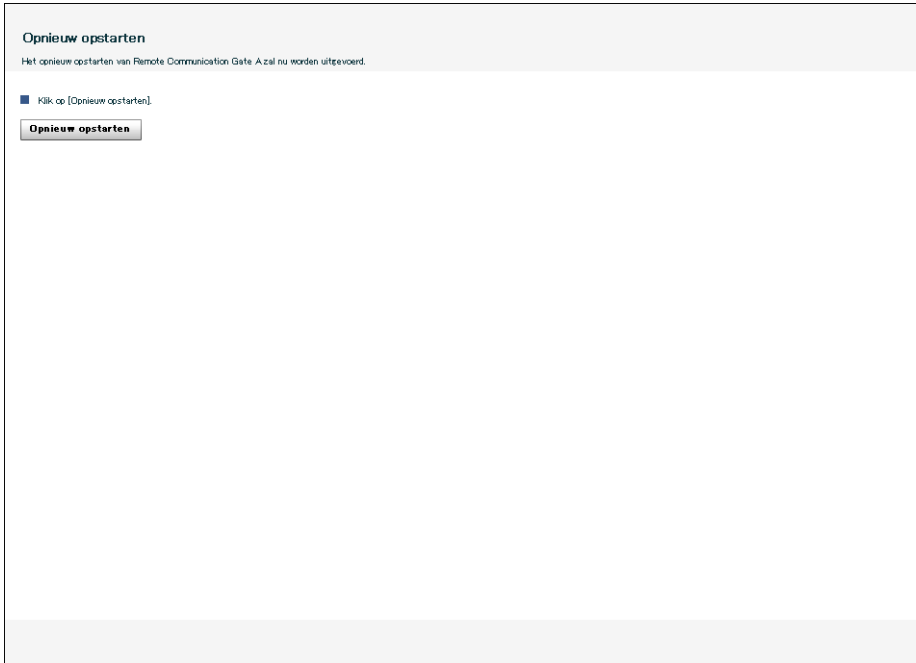 Opnieuw opstarten
Het opnieuw opstarten van Remote Communication Gate A zal nu worden uitgevoerd.
Klik op [Opnieuw opstarten].
Opnieuw opstarten